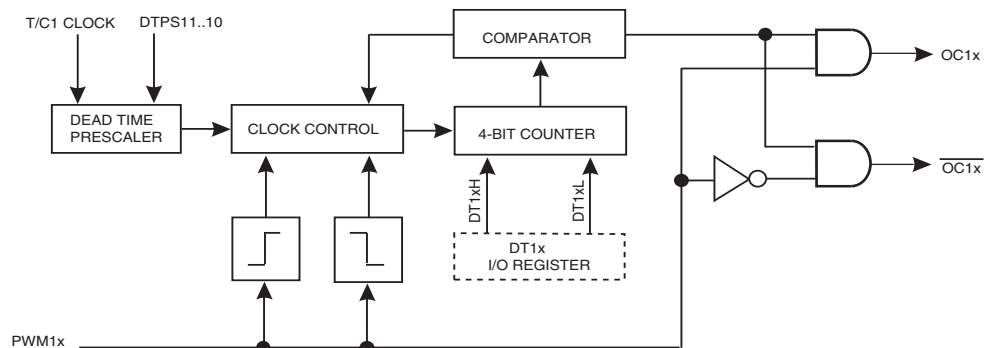 T/C1 CLOCK
DTPS11..10
COMPARATOR
OC1x
DEAD TIME
PRESCALER
CLOCK CONTROL
4-BIT COUNTER
OC1x
DT1xH
DT1xL
DT1x
I/O REGISTER
PWM1x